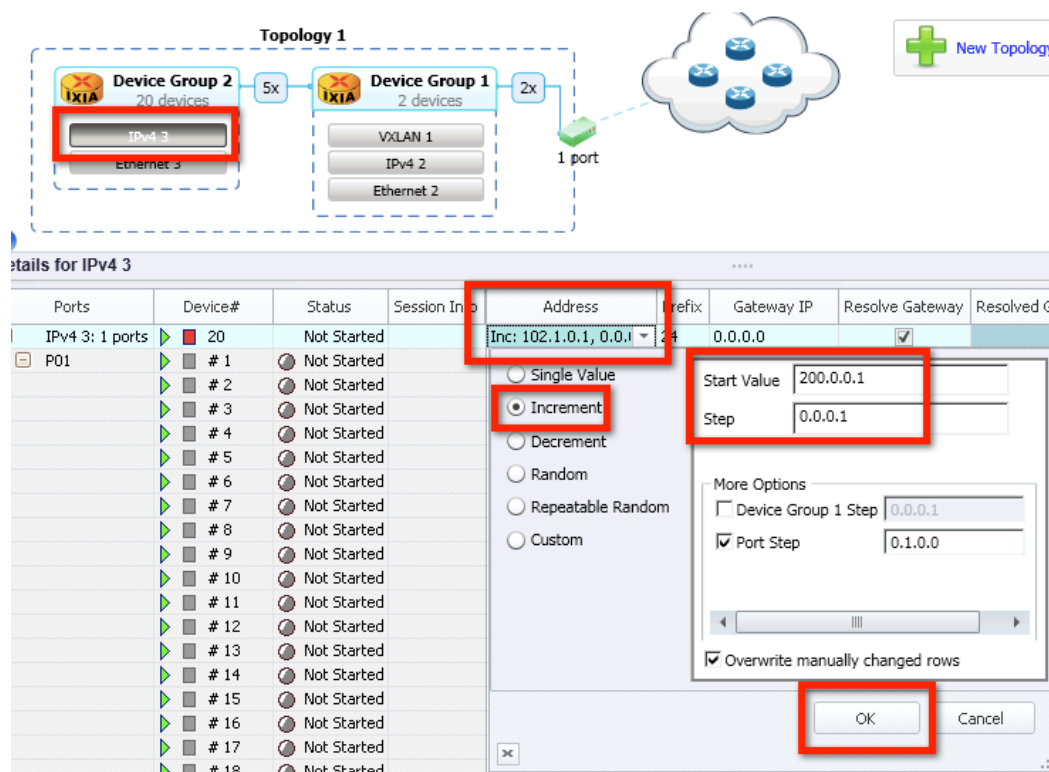 Topology 1
New Topology
IXIA
Device Group 2
20 devices
5x
IXIA
Device Group 1
2 devices
2x
IPv4 3
Ethernet 3
VXLAN 1
IPv4 2
Ethernet 2
1 port
etails for IPv4 3
Ports Device# Status Session Info Address Prefix Gateway IP Resolve Gateway Resolved G
IPv4 3: 1 ports 20 Not Started Inc: 102.1.0.1, 0.0.( 24 0.0.0.0
P01 # 1 Not Started
# 2 Not Started
# 3 Not Started
# 4 Not Started
# 5 Not Started
# 6 Not Started
# 7 Not Started
# 8 Not Started
# 9 Not Started
# 10 Not Started
# 11 Not Started
# 12 Not Started
# 13 Not Started
# 14 Not Started
# 15 Not Started
# 16 Not Started
# 17 Not Started
# 18 Not Started
Single Value
Increment
Decrement
Random
Repeatable Random
Custom
Start Value 200.0.0.1
Step 0.0.0.1
More Options
Device Group 1 Step 0.0.0.1
Port Step 0.1.0.0
Overwrite manually changed rows
OK Cancel